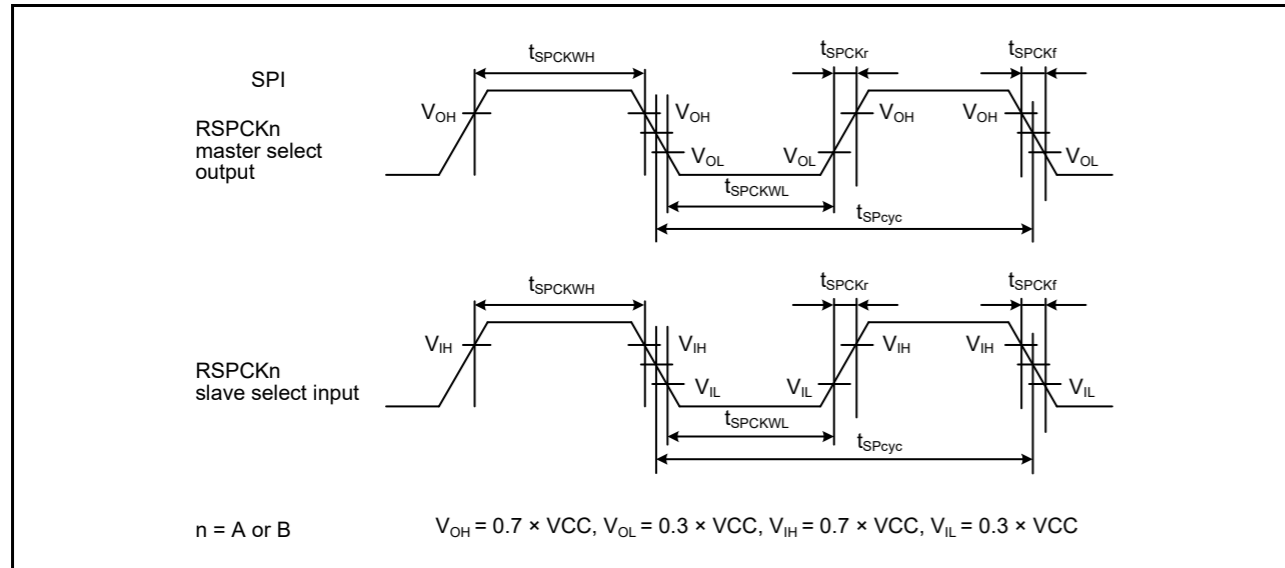 SPI
RSPCKn
master select
output
tSPCKWH
tSPCKr
tSPCKf
VOH
VOH
VOL
VOL
VOH
VOH
VOL
tSPCKWL
tSPcyc
RSPCKn
slave select input
tSPCKWH
tSPCKr
tSPCKf
VIH
VIH
VIL
VIL
VIH
VIH
VIL
tSPCKWL
tSPcyc
n = A or B
VOH = 0.7 × VCC, VOL = 0.3 × VCC, VIH = 0.7 × VCC, VIL = 0.3 × VCC